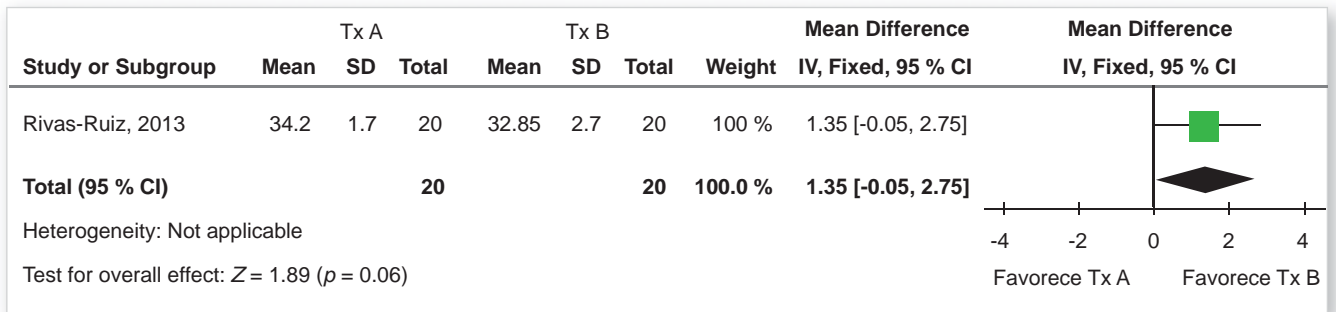 Tx A Tx B Mean Difference Mean Difference
Study or Subgroup Mean SD Total Mean SD Total Weight IV, Fixed, 95 % CI IV, Fixed, 95 % CI
Rivas-Ruiz, 2013 34.2 1.7 20 32.85 2.7 20 100 % 1.35 [-0.05, 2.75]
Total (95 % CI) 20 20 100.0 % 1.35 [-0.05, 2.75]
Heterogeneity: Not applicable
-4 -2 0 2 4
Test for overall effect: Z = 1.89 (p = 0.06)
Favorece Tx A Favorece Tx B